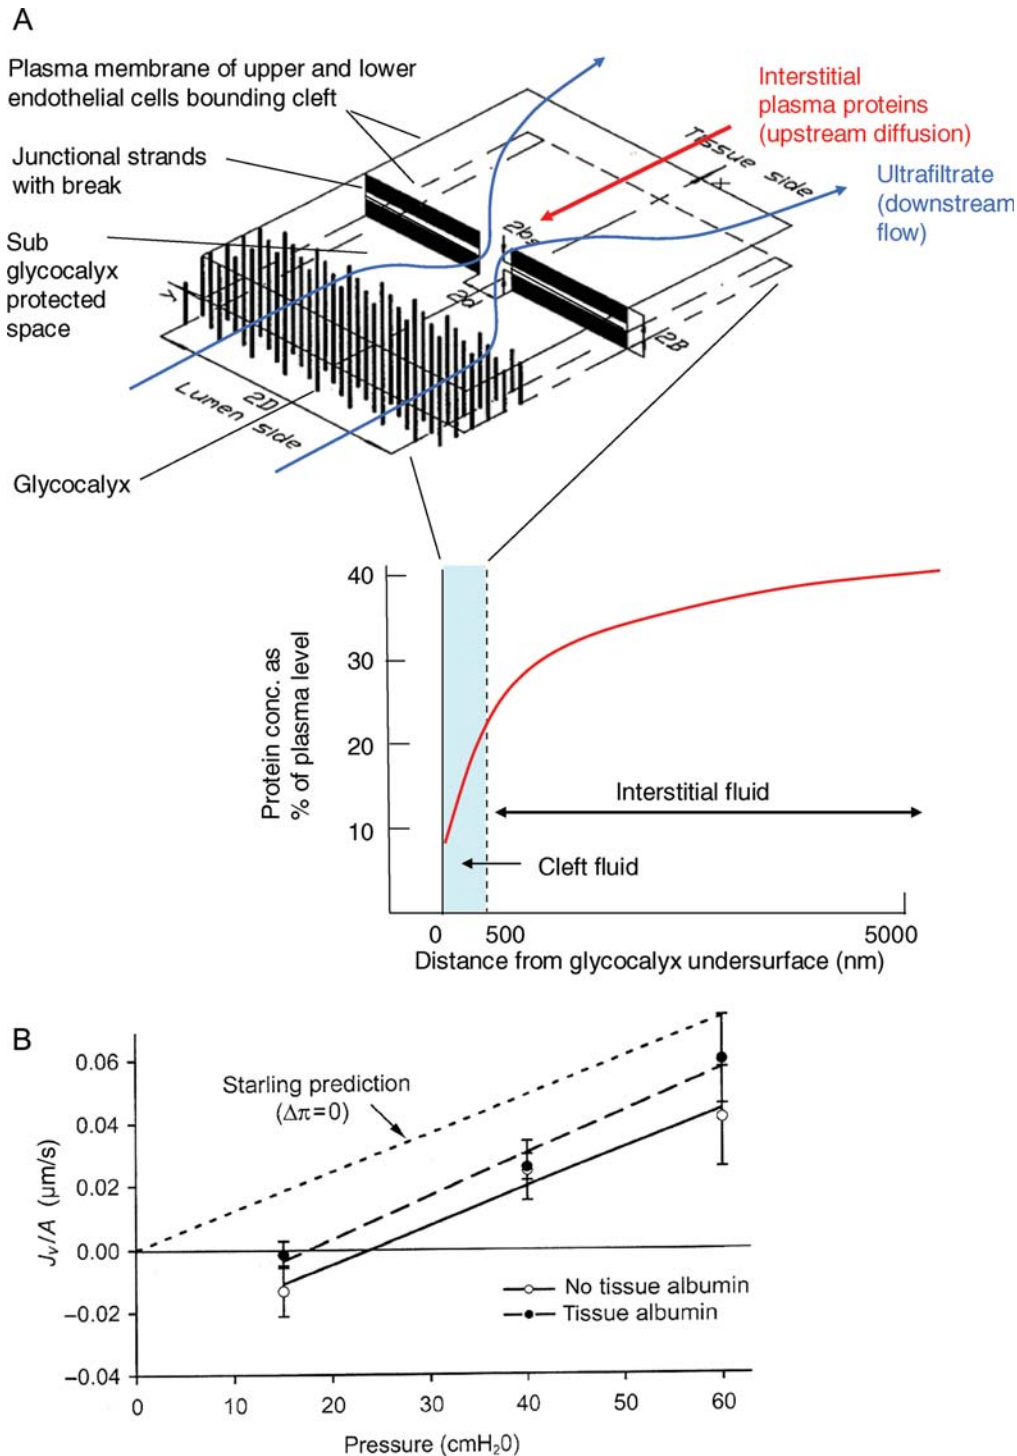 A
Plasma membrane of upper and lower
endothelial cells bounding cleft
Junctional strands
with break
Sub
glycocalyx
protected
space
Glycocalyx
Interstitial
plasma proteins
(upstream diffusion)
Ultrafiltrate
(downstream
flow)
Tissue side
X
2bs
2d
2B
y
2D
Lumen side
40
30
20
10
Protein conc. as
% of plasma level
Interstitial fluid
Cleft fluid
0
500
5000
Distance from glycocalyx undersurface (nm)
B
0.06
0.04
0.02
0.00
−0.02
−0.04
Jv/A (µm/s)
Starling prediction
(Δπ=0)
No tissue albumin
Tissue albumin
0 10 20 30 40 50 60
Pressure (cmH20)